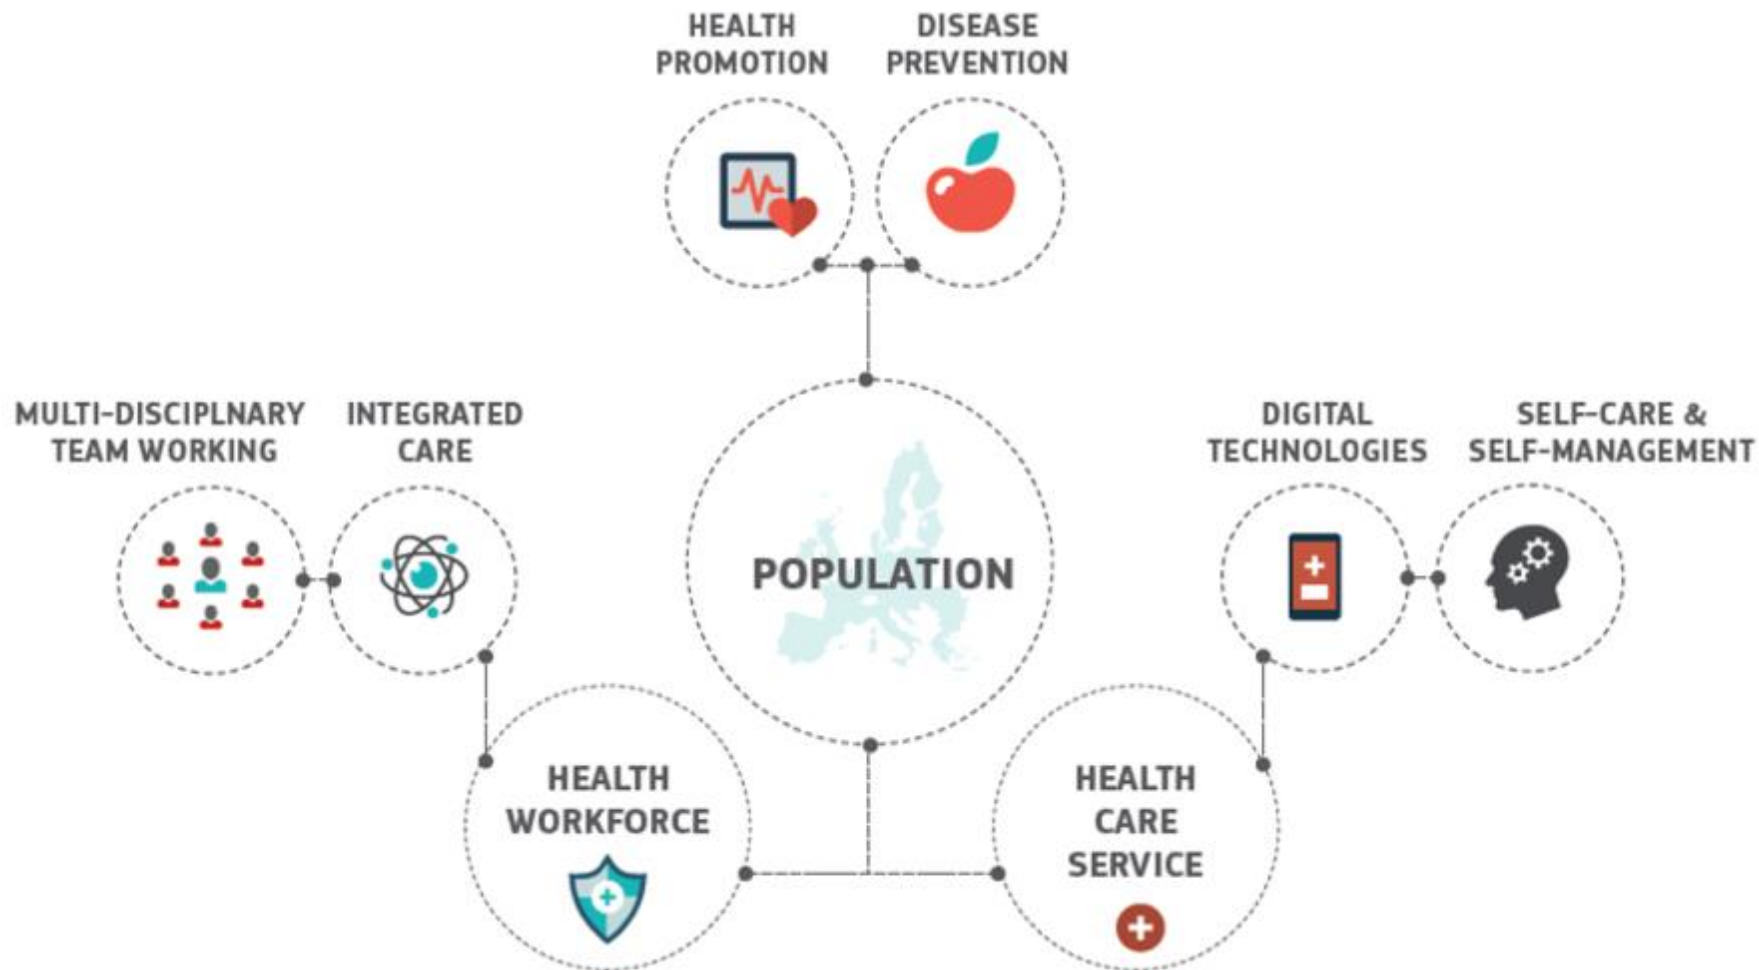 HEALTH
PROMOTION
DISEASE
PREVENTION
MULTI-DISCIPLNARY
TEAM WORKING
INTEGRATED
CARE
DIGITAL
TECHNOLOGIES
SELF-CARE &
SELF-MANAGEMENT
POPULATION
HEALTH
WORKFORCE
HEALTH
CARE
SERVICE